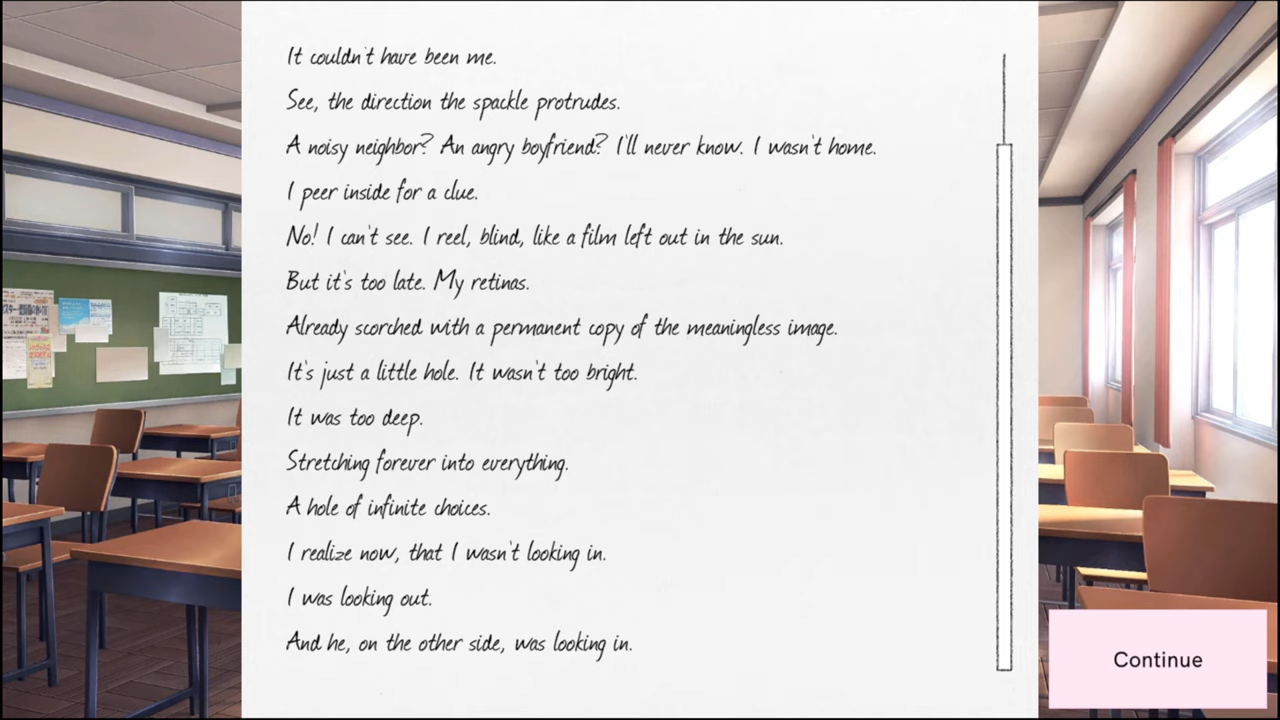 It couldn't have been me.
See, the direction the spackle protrudes.
A noisy neighbor? An angry boyfriend? I'll never know. I wasn't home.
I peer inside for a clue.
No! I can't see. I reel, blind, like a film left out in the sun.
But it's too late. My retinas.
Already scorched with a permanent copy of the meaningless image.
It's just a little hole. It wasn't too bright.
It was too deep.
Stretching forever into everything.
A hole of infinite choices.
I realize now, that I wasn't looking in.
I was looking out.
And he, on the other side, was looking in.
Continue